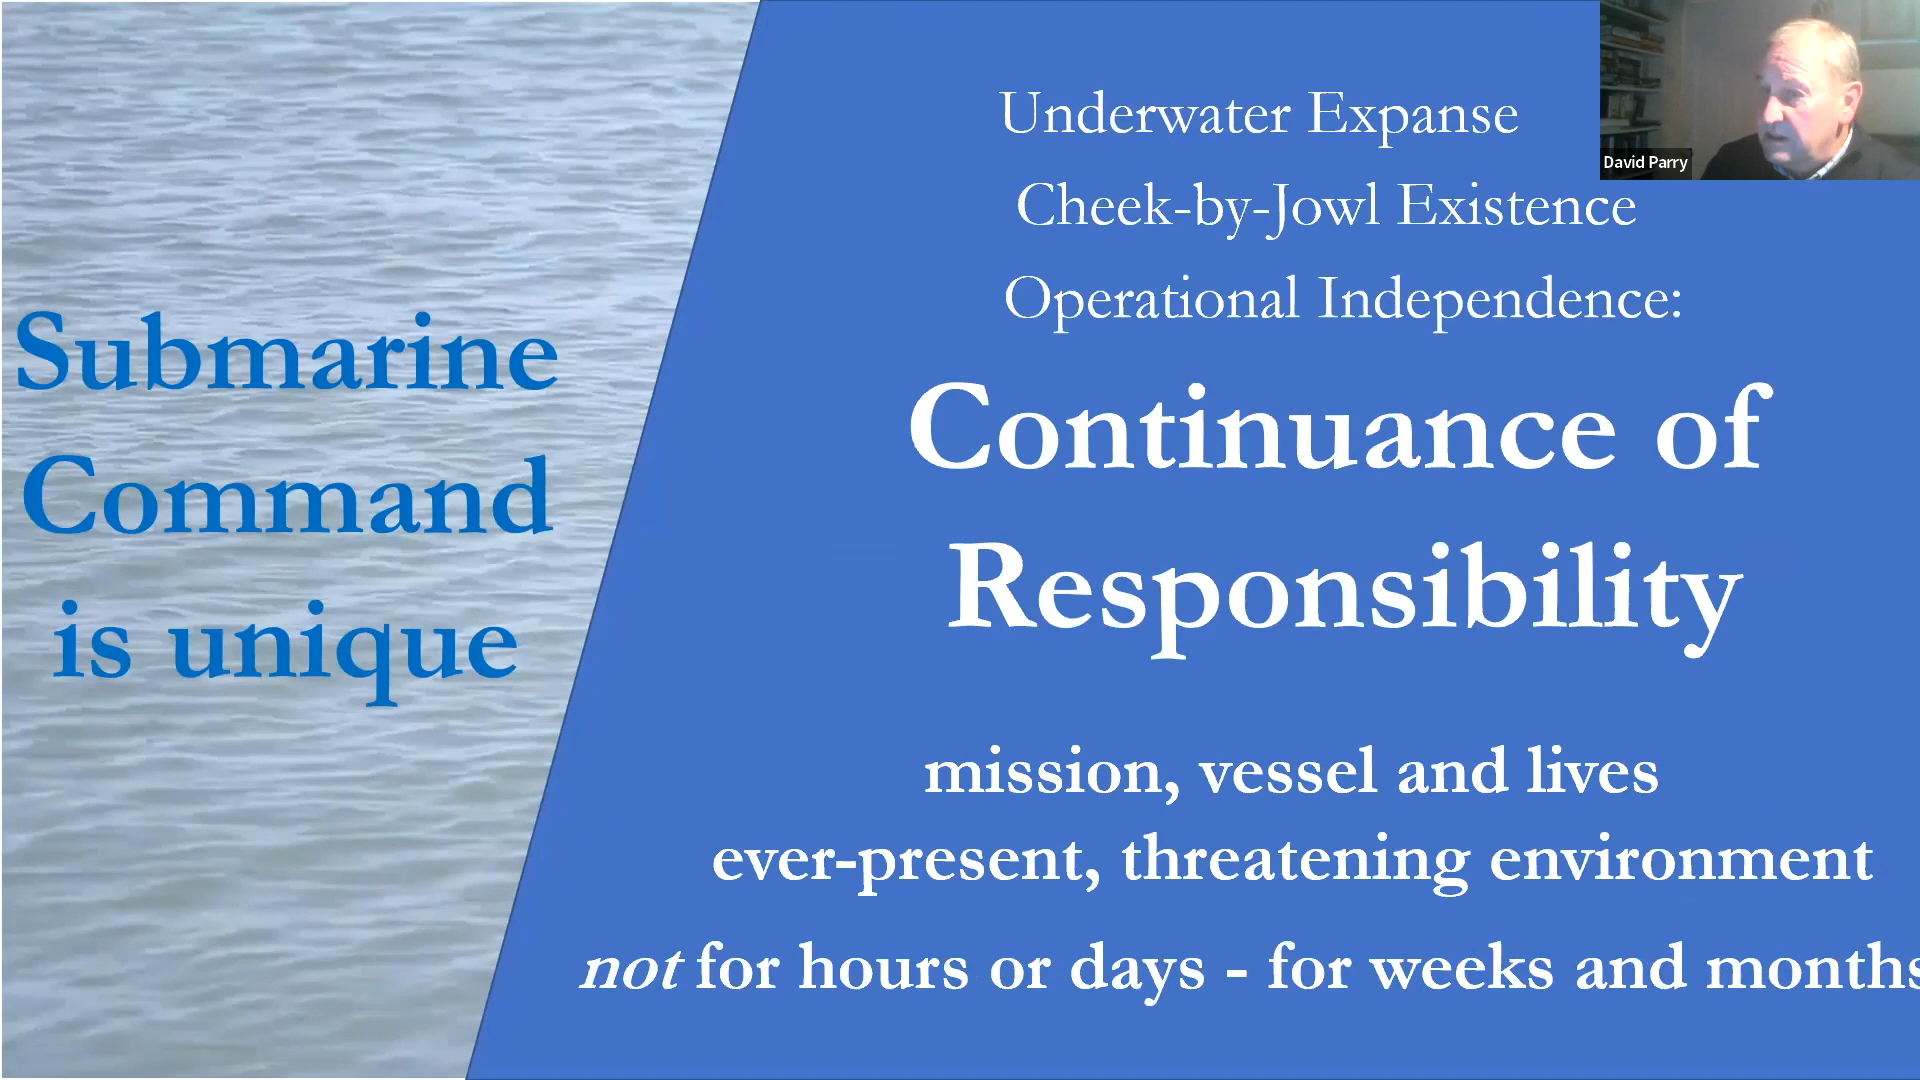 Submarine
Command
is unique
Underwater Expanse
Cheek-by-Jowl Existence
Operational Independence:
Continuance of
Responsibility
mission, vessel and lives
ever-present, threatening environment
not for hours or days - for weeks and months
David Parry